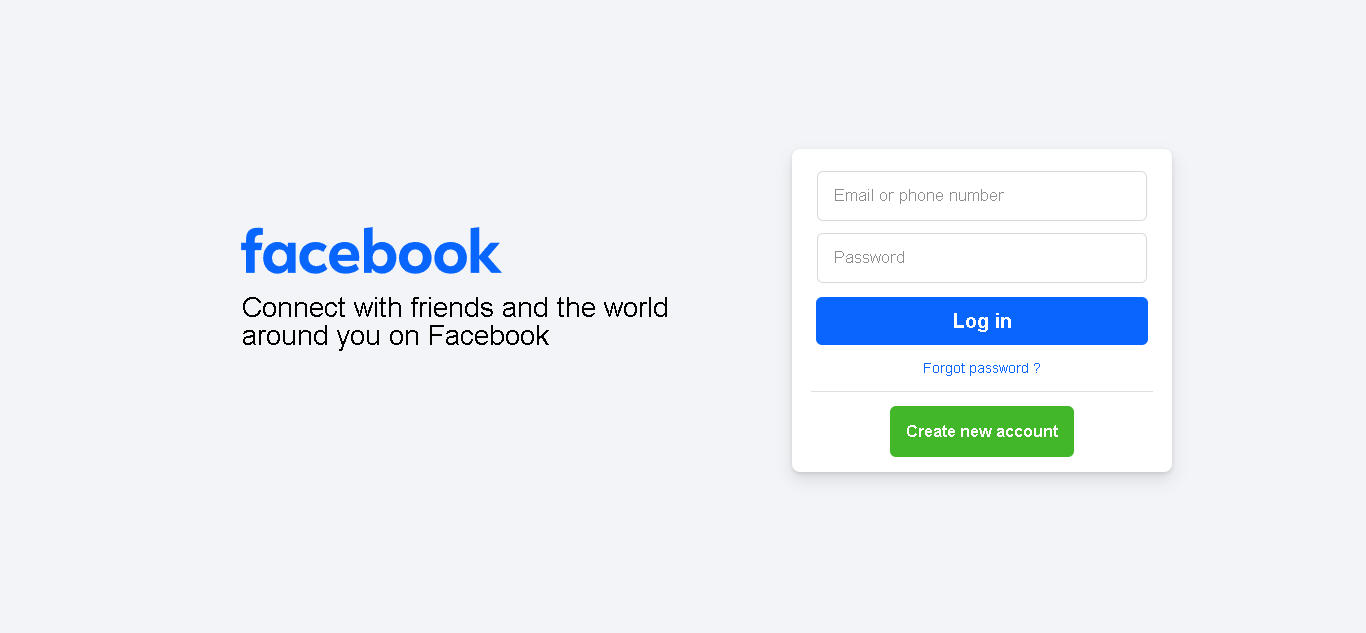 facebook
Connect with friends and the world
around you on Facebook
Email or phone number
Password
Log in
Forgot password ?
Create new account